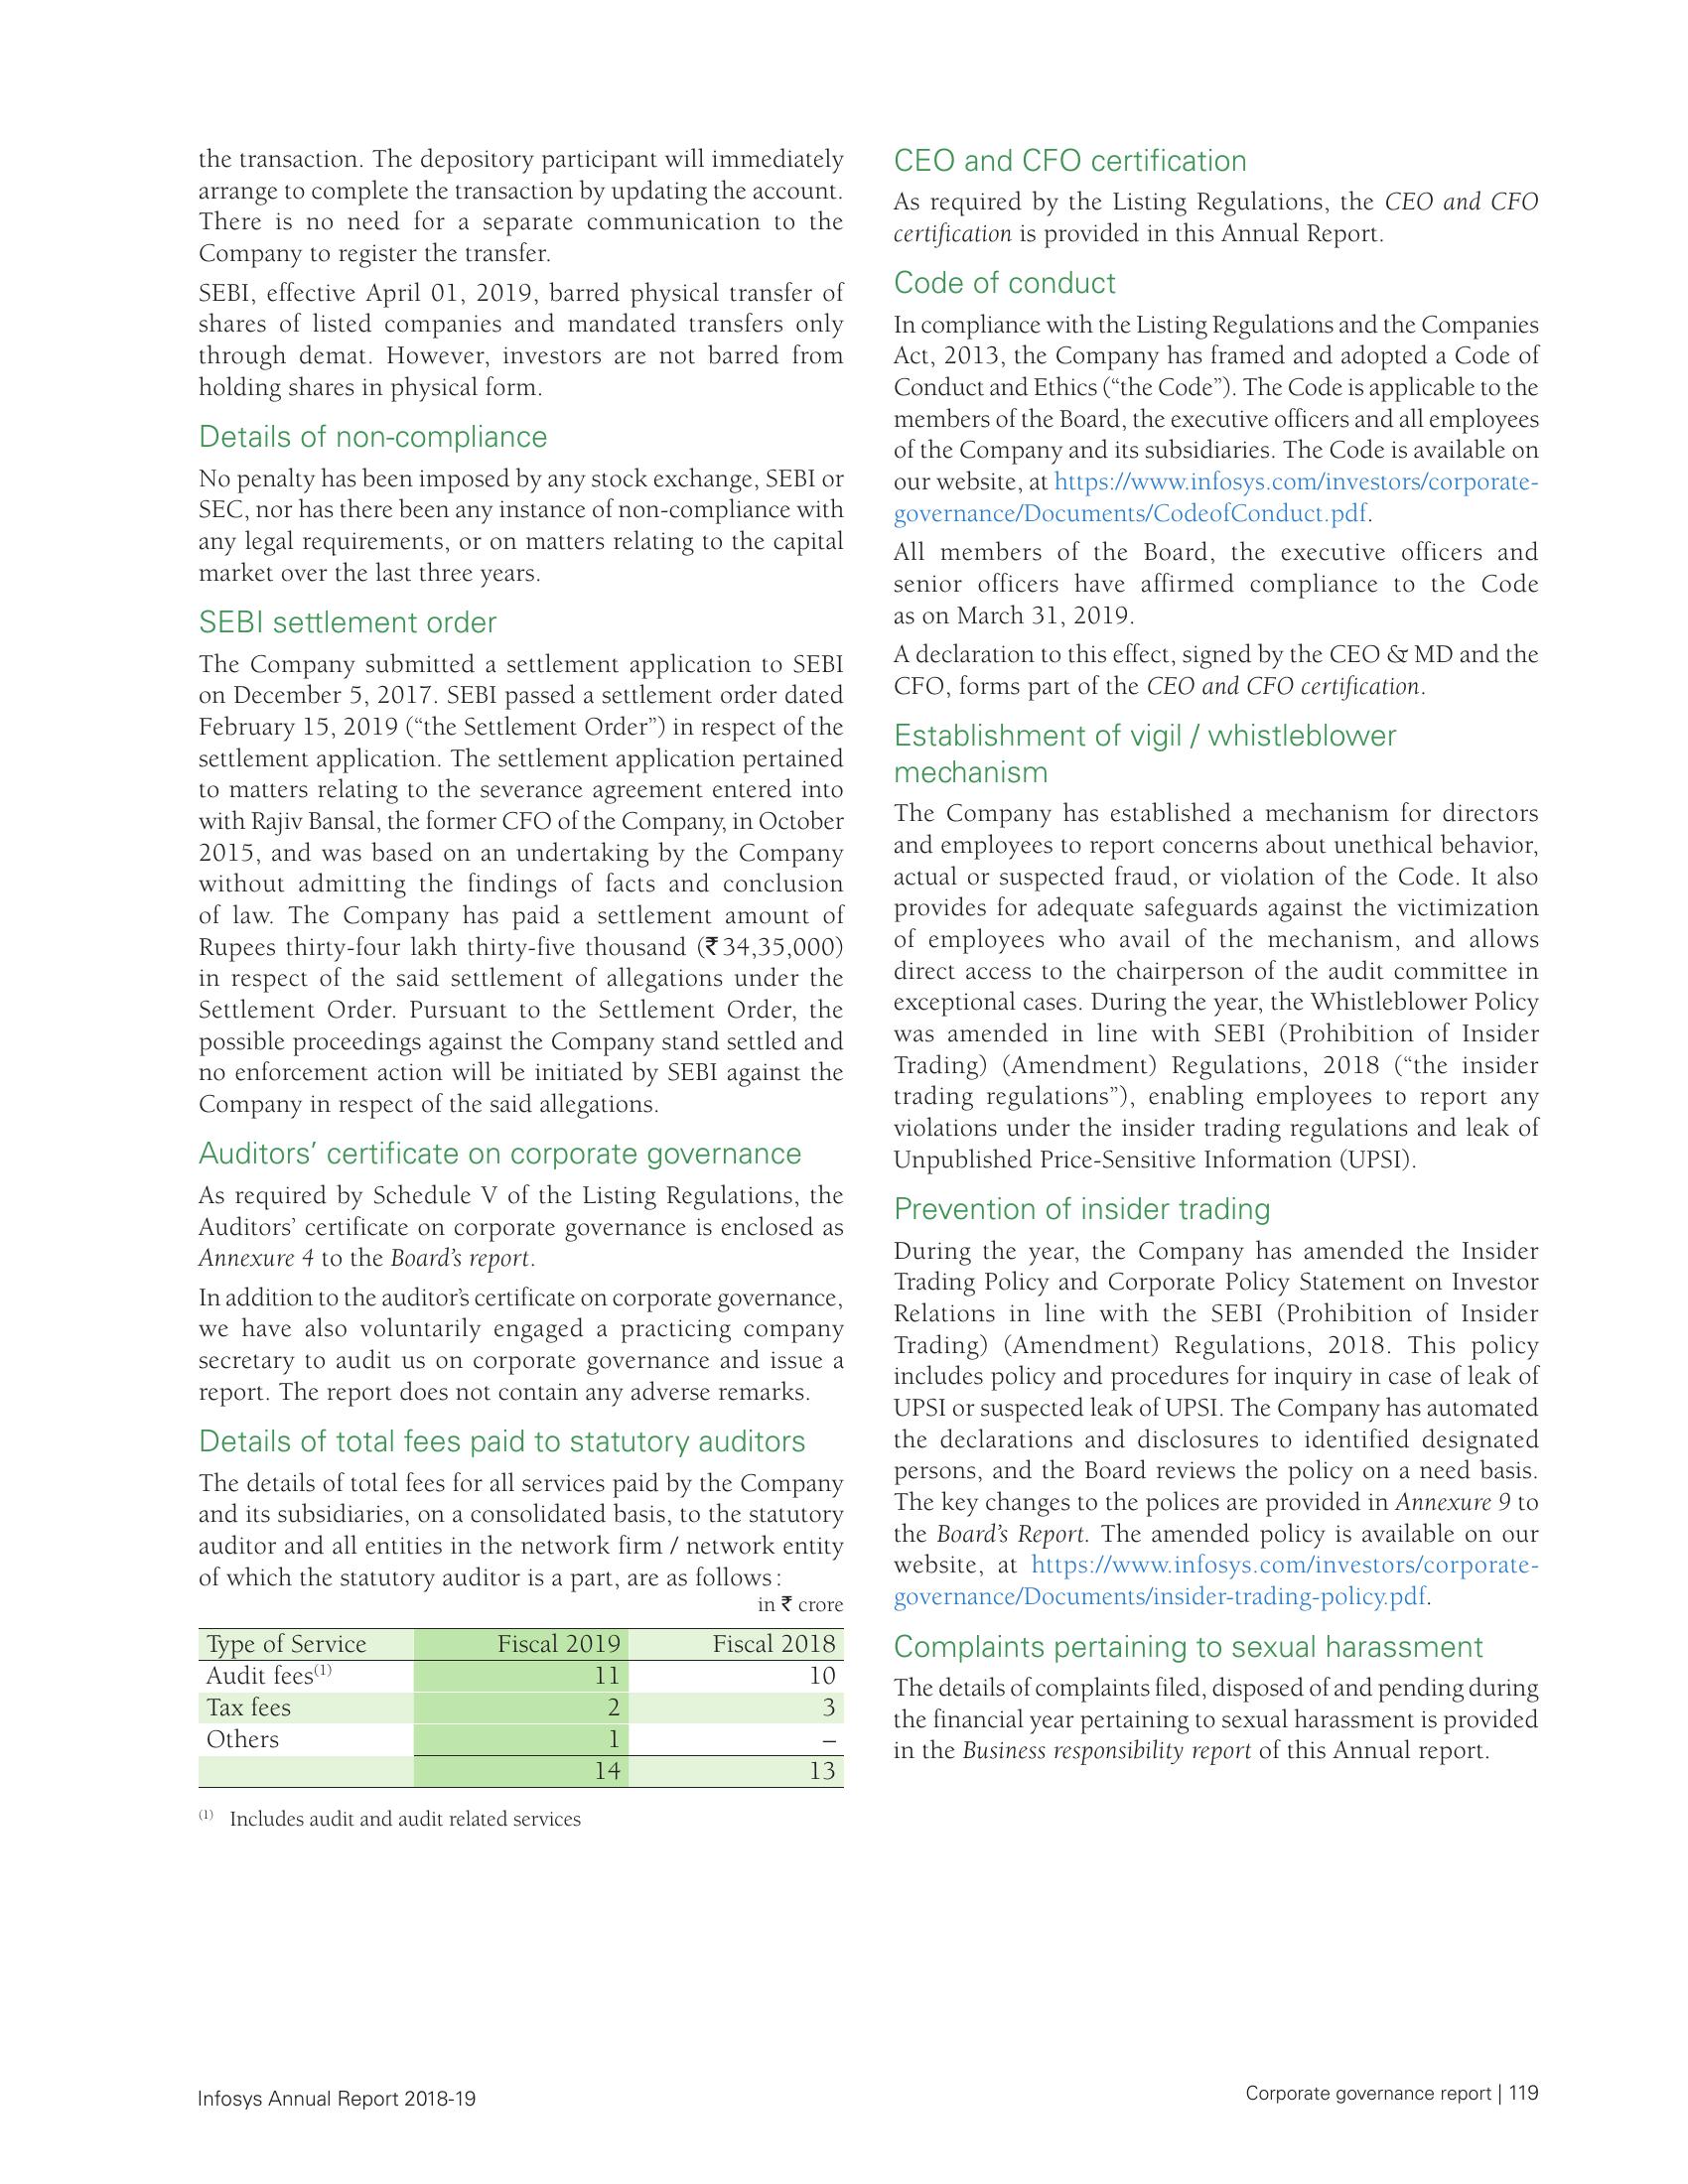 the transaction. The depository participant will immediately
arrange to complete the transaction by updating the account.
There is no need for a separate communication to the
Company to register the transfer.
SEBI, effective April 01, 2019, barred physical transfer of
shares of listed companies and mandated transfers only
through demat. However, investors are not barred from
holding shares in physical form.
Details of non-compliance
No penalty has been imposed by any stock exchange, SEBI or
SEC, nor has there been any instance of non-compliance with
any legal requirements, or on matters relating to the capital
market over the last three years.
SEBI settlement order
The Company submitted a settlement application to SEBI
on December 5, 2017. SEBI passed a settlement order dated
February 15, 2019 (“the Settlement Order”) in respect of the
settlement application. The settlement application pertained
to matters relating to the severance agreement entered into
with Rajiv Bansal, the former CFO of the Company, in October
2015, and was based on an undertaking by the Company
without admitting the findings of facts and conclusion
of law. The Company has paid a settlement amount of
Rupees thirty-four lakh thirty-five thousand (₹34,35,000)
in respect of the said settlement of allegations under the
Settlement Order. Pursuant to the Settlement Order, the
possible proceedings against the Company stand settled and
no enforcement action will be initiated by SEBI against the
Company in respect of the said allegations.
Auditors’ certificate on corporate governance
As required by Schedule V of the Listing Regulations, the
Auditors’ certificate on corporate governance is enclosed as
Annexure 4 to the Board’s report.
In addition to the auditor’s certificate on corporate governance,
we have also voluntarily engaged a practicing company
secretary to audit us on corporate governance and issue a
report. The report does not contain any adverse remarks.
Details of total fees paid to statutory auditors
The details of total fees for all services paid by the Company
and its subsidiaries, on a consolidated basis, to the statutory
auditor and all entities in the network firm / network entity
of which the statutory auditor is a part, are as follows:
in ₹ crore
Type of Service Fiscal 2019 Fiscal 2018
Audit fees(1) 11 10
Tax fees 2 3
Others 1 –
14 13
(1) Includes audit and audit related services
CEO and CFO certification
As required by the Listing Regulations, the CEO and CFO
certification is provided in this Annual Report.
Code of conduct
In compliance with the Listing Regulations and the Companies
Act, 2013, the Company has framed and adopted a Code of
Conduct and Ethics (“the Code”). The Code is applicable to the
members of the Board, the executive officers and all employees
of the Company and its subsidiaries. The Code is available on
our website, at https://www.infosys.com/investors/corporate-
governance/Documents/CodeofConduct.pdf.
All members of the Board, the executive officers and
senior officers have affirmed compliance to the Code
as on March 31, 2019.
A declaration to this effect, signed by the CEO & MD and the
CFO, forms part of the CEO and CFO certification.
Establishment of vigil / whistleblower
mechanism
The Company has established a mechanism for directors
and employees to report concerns about unethical behavior,
actual or suspected fraud, or violation of the Code. It also
provides for adequate safeguards against the victimization
of employees who avail of the mechanism, and allows
direct access to the chairperson of the audit committee in
exceptional cases. During the year, the Whistleblower Policy
was amended in line with SEBI (Prohibition of Insider
Trading) (Amendment) Regulations, 2018 (“the insider
trading regulations”), enabling employees to report any
violations under the insider trading regulations and leak of
Unpublished Price-Sensitive Information (UPSI).
Prevention of insider trading
During the year, the Company has amended the Insider
Trading Policy and Corporate Policy Statement on Investor
Relations in line with the SEBI (Prohibition of Insider
Trading) (Amendment) Regulations, 2018. This policy
includes policy and procedures for inquiry in case of leak of
UPSI or suspected leak of UPSI. The Company has automated
the declarations and disclosures to identified designated
persons, and the Board reviews the policy on a need basis.
The key changes to the polices are provided in Annexure 9 to
the Board’s Report. The amended policy is available on our
website, at https://www.infosys.com/investors/corporate-
governance/Documents/insider-trading-policy.pdf.
Complaints pertaining to sexual harassment
The details of complaints filed, disposed of and pending during
the financial year pertaining to sexual harassment is provided
in the Business responsibility report of this Annual report.
Infosys Annual Report 2018-19
Corporate governance report | 119